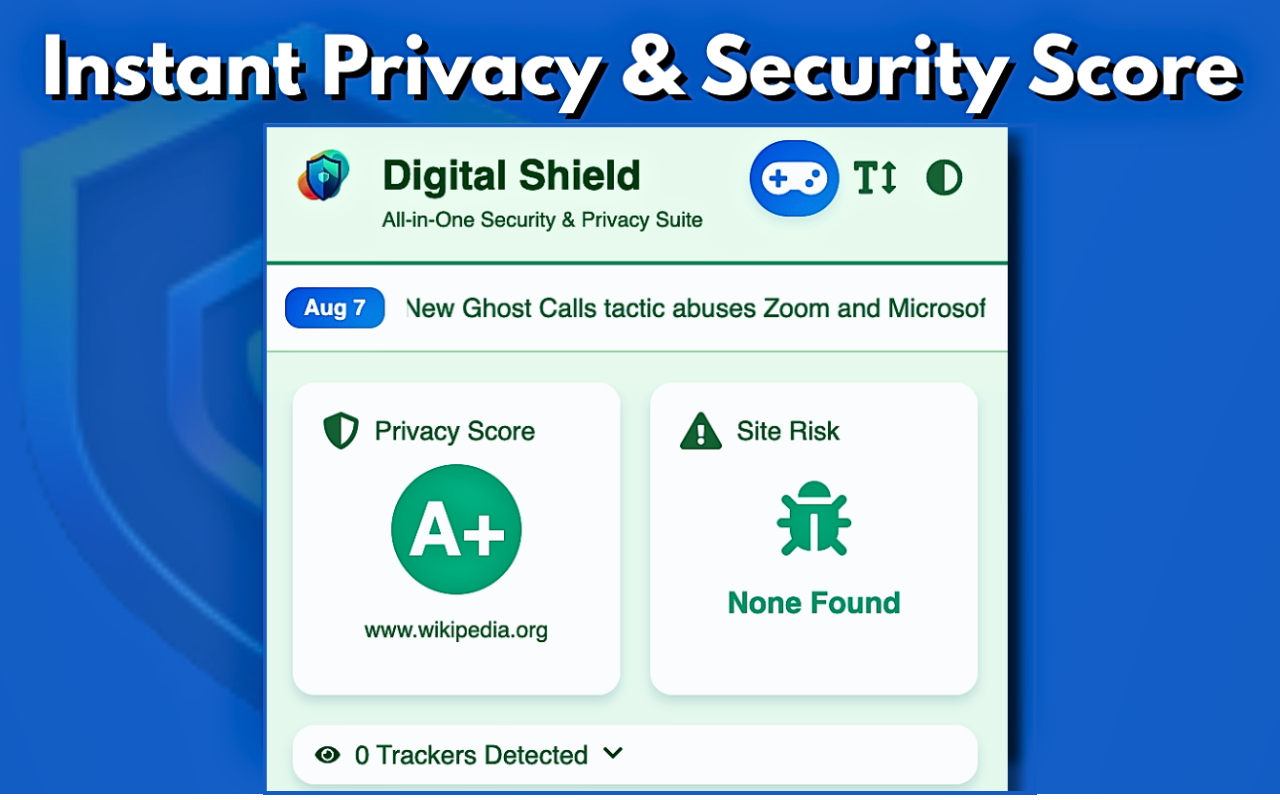 Instant Privacy & Security Score
Digital Shield
All-in-One Security & Privacy Suite
Aug 7 New Ghost Calls tactic abuses Zoom and Microsof
Privacy Score
A+
www.wikipedia.org
Site Risk
None Found
0 Trackers Detected